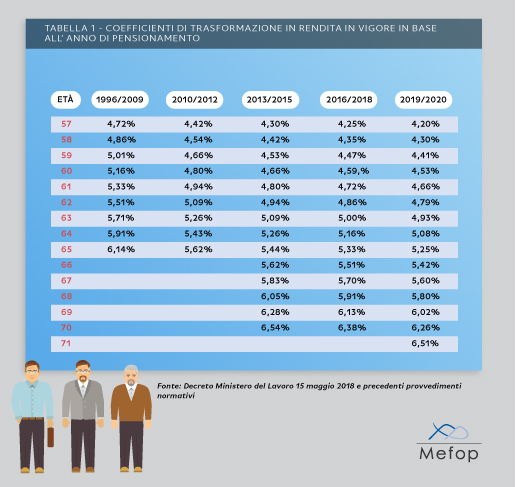 TABELLA 1 - COEFFICIENTI DI TRASFORMAZIONE IN RENDITA IN VIGORE IN BASE
ALL' ANNO DI PENSIONAMENTO
ETÀ 1996/2009 2010/2012 2013/2015 2016/2018 2019/2020
57 4,72% 4,42% 4,30% 4,25% 4,20%
58 4,86% 4,54% 4,42% 4,35% 4,30%
59 5,01% 4,66% 4,53% 4,47% 4,41%
60 5,16% 4,80% 4,66% 4,59,% 4,53%
61 5,33% 4,94% 4,80% 4,72% 4,66%
62 5,51% 5,09% 4,94% 4,86% 4,79%
63 5,71% 5,26% 5,09% 5,00% 4,93%
64 5,91% 5,43% 5,26% 5,16% 5,08%
65 6,14% 5,62% 5,44% 5,33% 5,25%
66 5,62% 5,51% 5,42%
67 5,83% 5,70% 5,60%
68 6,05% 5,91% 5,80%
69 6,28% 6,13% 6,02%
70 6,54% 6,38% 6,26%
71 6,51%
Fonte: Decreto Ministero del Lavoro 15 maggio 2018 e precedenti provvedimenti
normativi
Mefop